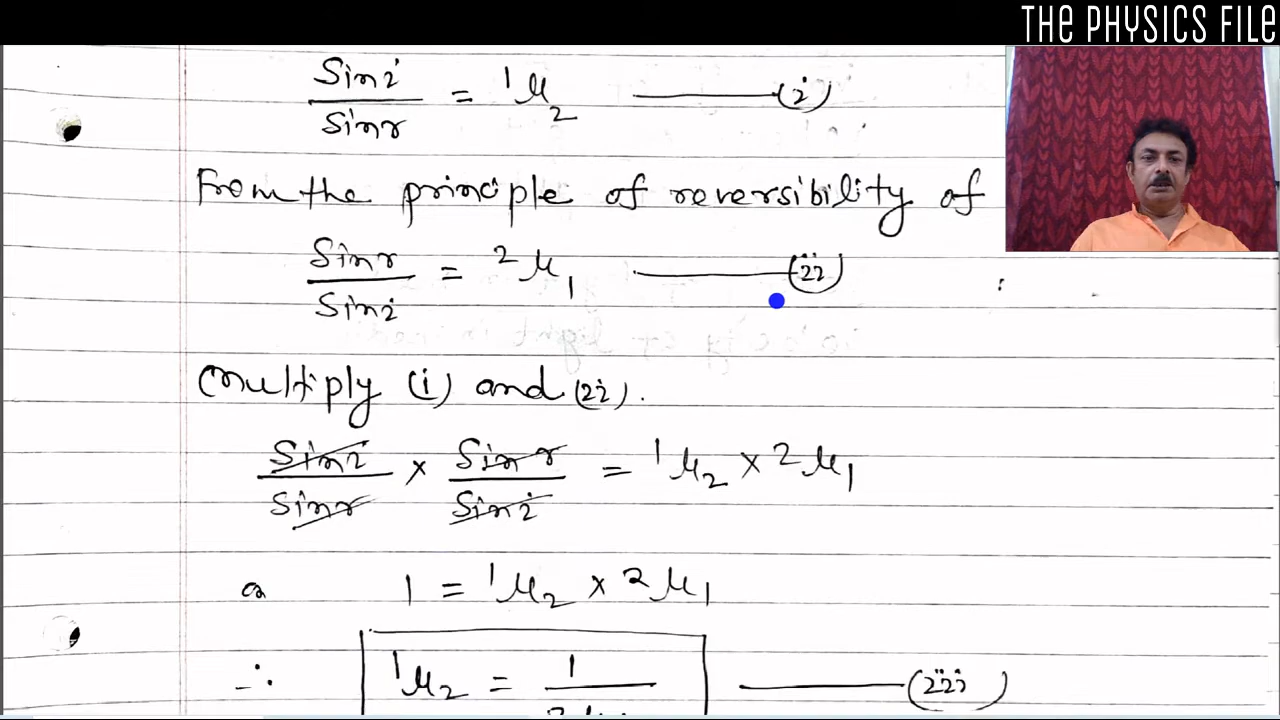 THE PHYSICS FILE
Sin i / Sin r = ¹μ₂ ——— (i)
From the principle of reversibility of
Sin r / Sin i = ²μ₁ ——— (ii)
Multiply (i) and (ii).
Sin i / Sin r × Sin r / Sin i = ¹μ₂ × ²μ₁
or 1 = ¹μ₂ × ²μ₁
∴ ¹μ₂ = 1 / ——— (iii)